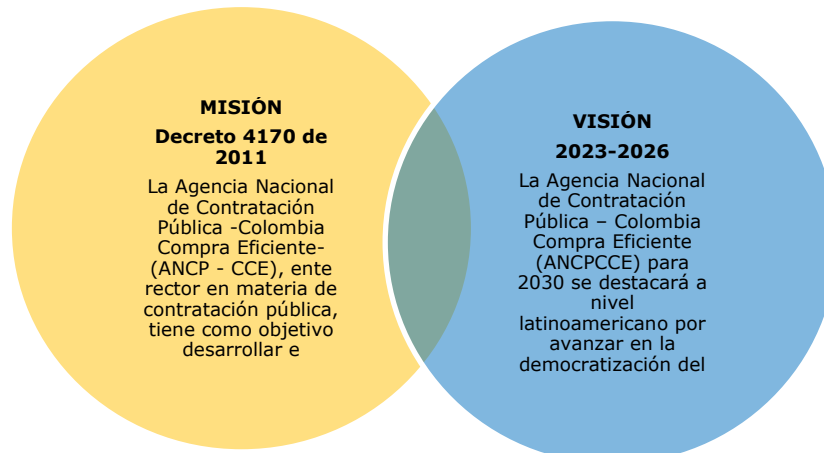 MISIÓN
Decreto 4170 de
2011
La Agencia Nacional
de Contratación
Pública -Colombia
Compra Eficiente-
(ANCP - CCE), ente
rector en materia de
contratación pública,
tiene como objetivo
desarrollar e
VISIÓN
2023-2026
La Agencia Nacional
de Contratación
Pública – Colombia
Compra Eficiente
(ANCPCCE) para
2030 se destacará a
nivel
latinoamericano por
avanzar en la
democratización del